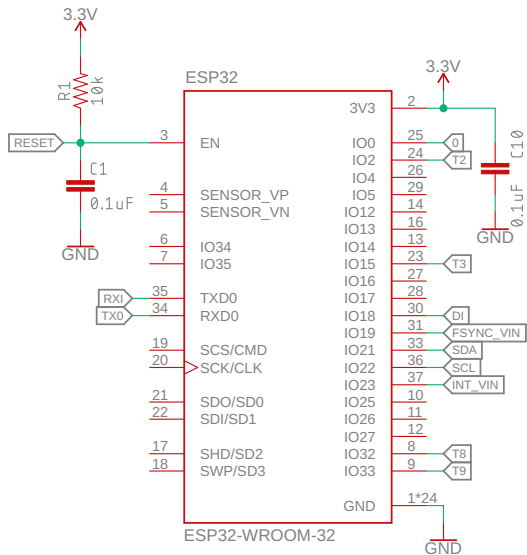 3.3V
R1
10k
RESET
C1
0.1uF
GND
ESP32
3 EN
4 SENSOR_VP
5 SENSOR_VN
6 IO34
7 IO35
RXI 35 TXD0
TX0 34 RXD0
19 SCS/CMD
20 SCK/CLK
21 SDO/SD0
22 SDI/SD1
17 SHD/SD2
18 SWP/SD3
3.3V
3V3 2
IO0 25 0
IO2 24 T2
IO4 26
IO5 29
IO12 14
IO13 16
IO14 13
IO15 23 T3
IO16 27
IO17 28
IO18 30 DI
IO19 31 FSYNC_VIN
IO21 33 SDA
IO22 36 SCL
IO23 37 INT_VIN
IO25 10
IO26 11
IO27 12
IO32 8 T8
IO33 9 T9
GND 1*24
C10
0.1uF
GND
GND
ESP32-WROOM-32